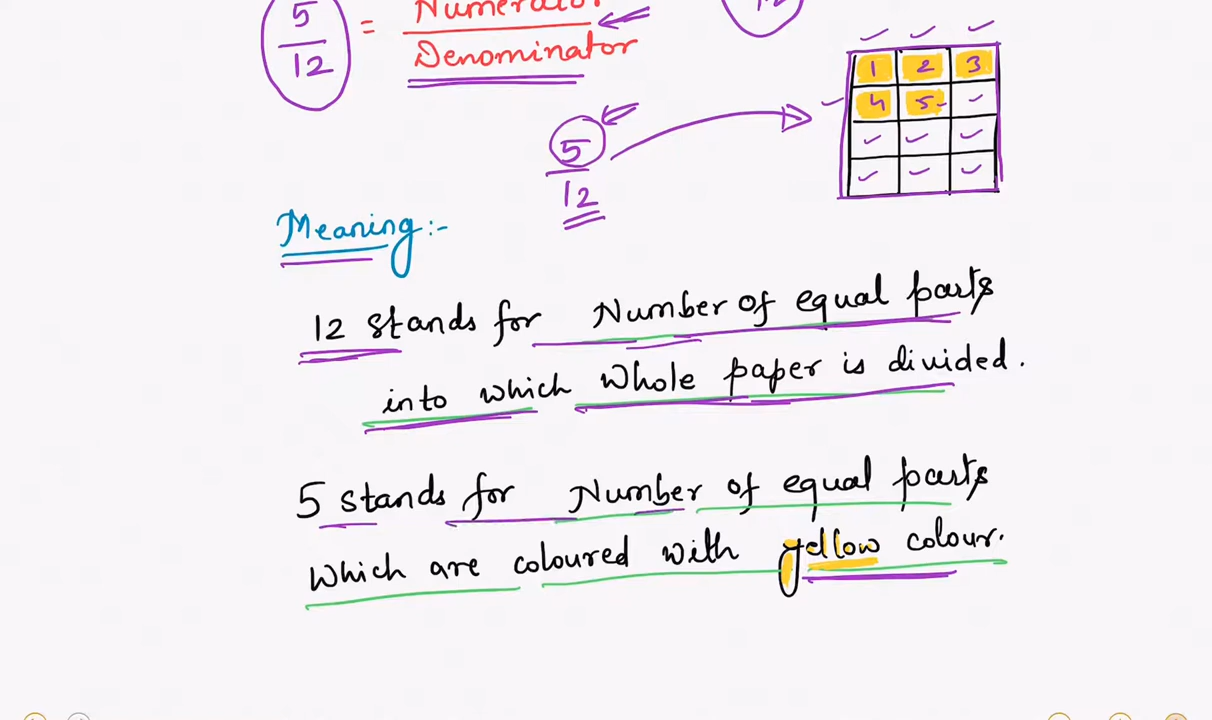 5/12 = Numerator/Denominator
12
1 2 3
4 5
5/12
Meaning:-
12 stands for Number of equal parts
into which whole paper is divided.
5 stands for Number of equal parts
Which are coloured with yellow colour.